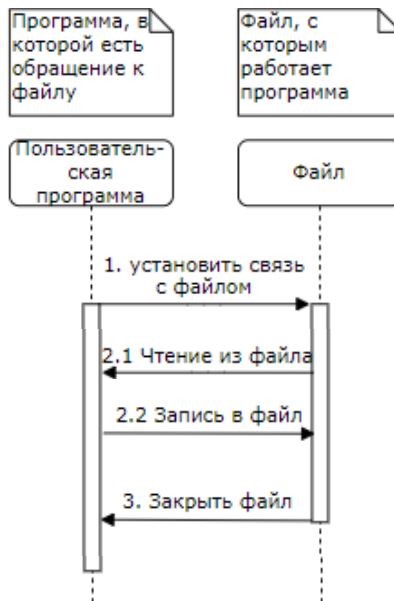 Программа, в
которой есть
обращение к
файлу
Файл, с
которым
работает
программа
Пользователь-
ская
программа
Файл
1. установить связь
с файлом
2.1 Чтение из файла
2.2 Запись в файл
3. Закрыть файл